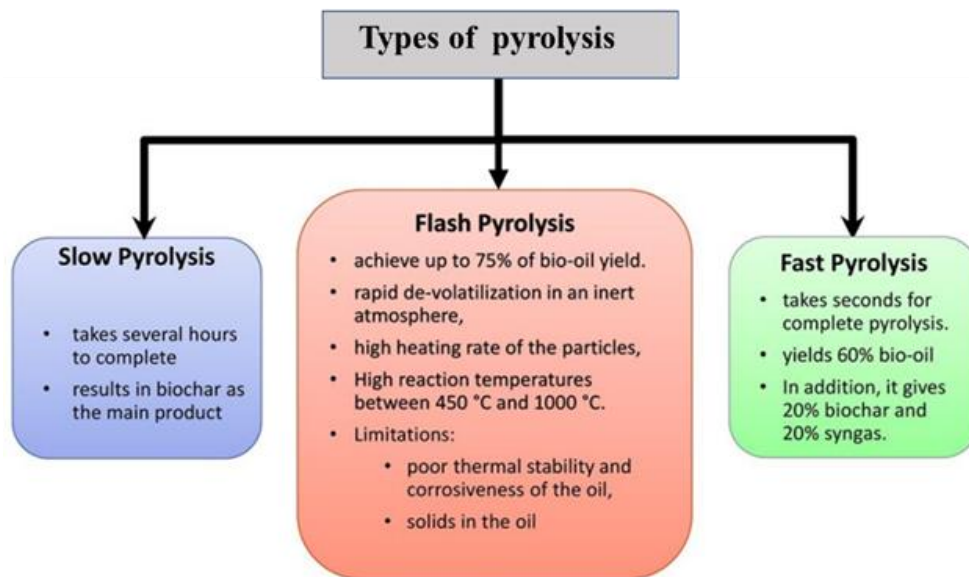 Types of pyrolysis
Slow Pyrolysis
• takes several hours
to complete
• results in biochar as
the main product
Flash Pyrolysis
• achieve up to 75% of bio-oil yield.
• rapid de-volatilization in an inert
atmosphere,
• high heating rate of the particles,
• High reaction temperatures
between 450 °C and 1000 °C.
• Limitations:
• poor thermal stability and
corrosiveness of the oil,
• solids in the oil
Fast Pyrolysis
• takes seconds for
complete pyrolysis.
• yields 60% bio-oil
• In addition, it gives
20% biochar and
20% syngas.